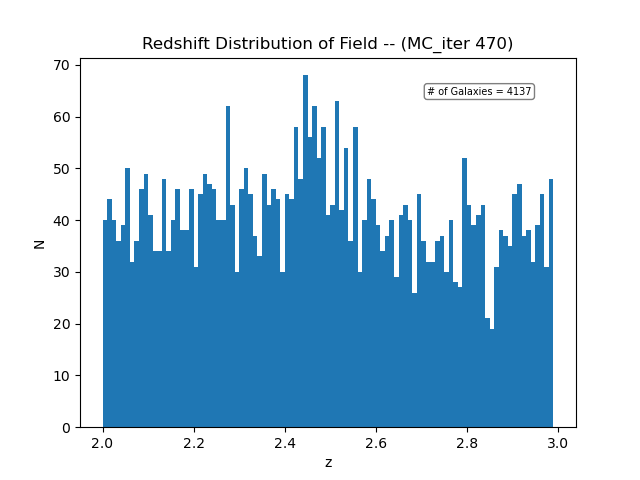 Redshift Distribution of Field -- (MC_iter 470)
# of Galaxies = 4137
70
60
50
40
30
20
10
0
N
2.0 2.2 2.4 2.6 2.8 3.0
z